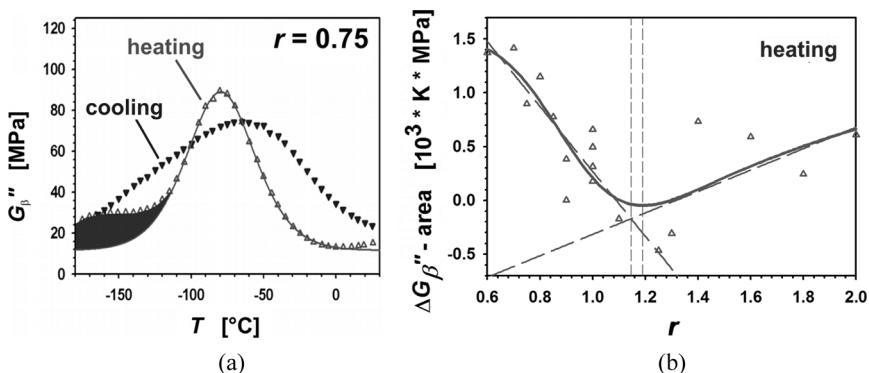 r = 0.75
heating
cooling
Gβ″ [MPa]
120
100
80
60
40
20
0
-150 -100 -50 0
T [°C]
(a)
heating
ΔGβ″- area [10³ * K * MPa]
1.5
1.0
0.5
0.0
-0.5
0.6 0.8 1.0 1.2 1.4 1.6 1.8 2.0
r
(b)